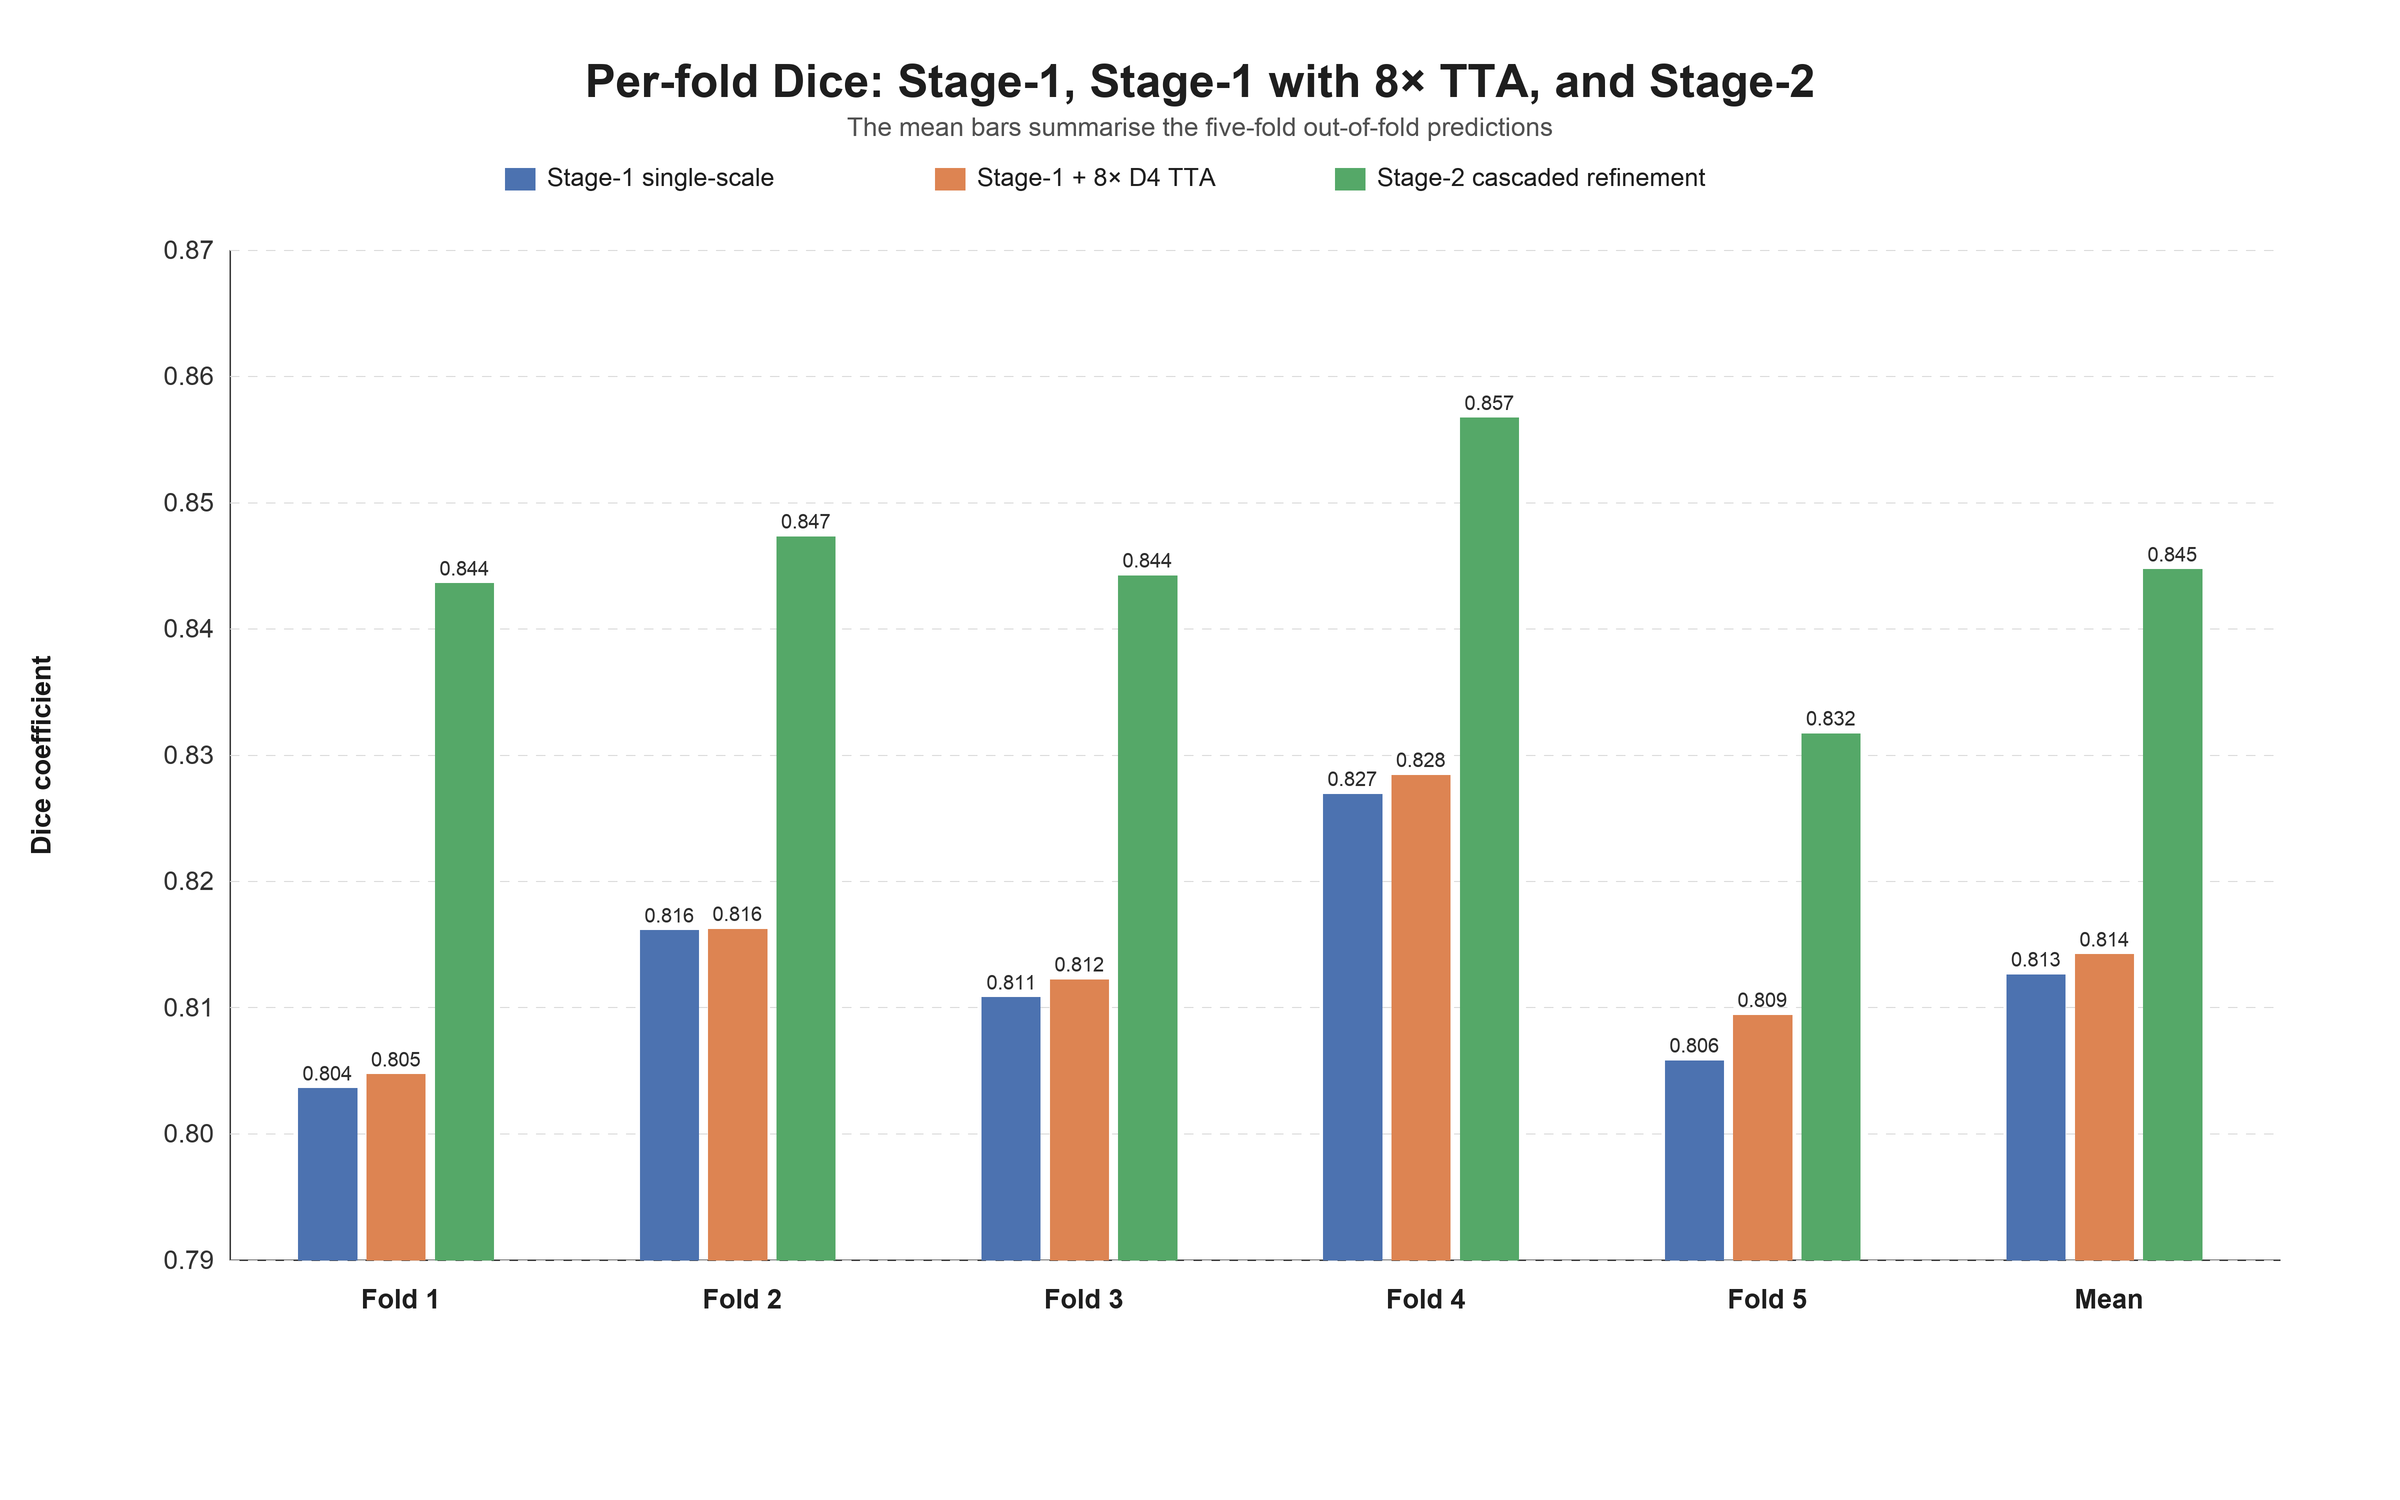 Per-fold Dice: Stage-1, Stage-1 with 8× TTA, and Stage-2
The mean bars summarise the five-fold out-of-fold predictions
Stage-1 single-scale
Stage-1 + 8× D4 TTA
Stage-2 cascaded refinement
Dice coefficient
0.87
0.86
0.85
0.84
0.83
0.82
0.81
0.80
0.79
0.804
0.805
0.844
0.816
0.816
0.847
0.811
0.812
0.844
0.827
0.828
0.857
0.806
0.809
0.832
0.813
0.814
0.845
Fold 1
Fold 2
Fold 3
Fold 4
Fold 5
Mean